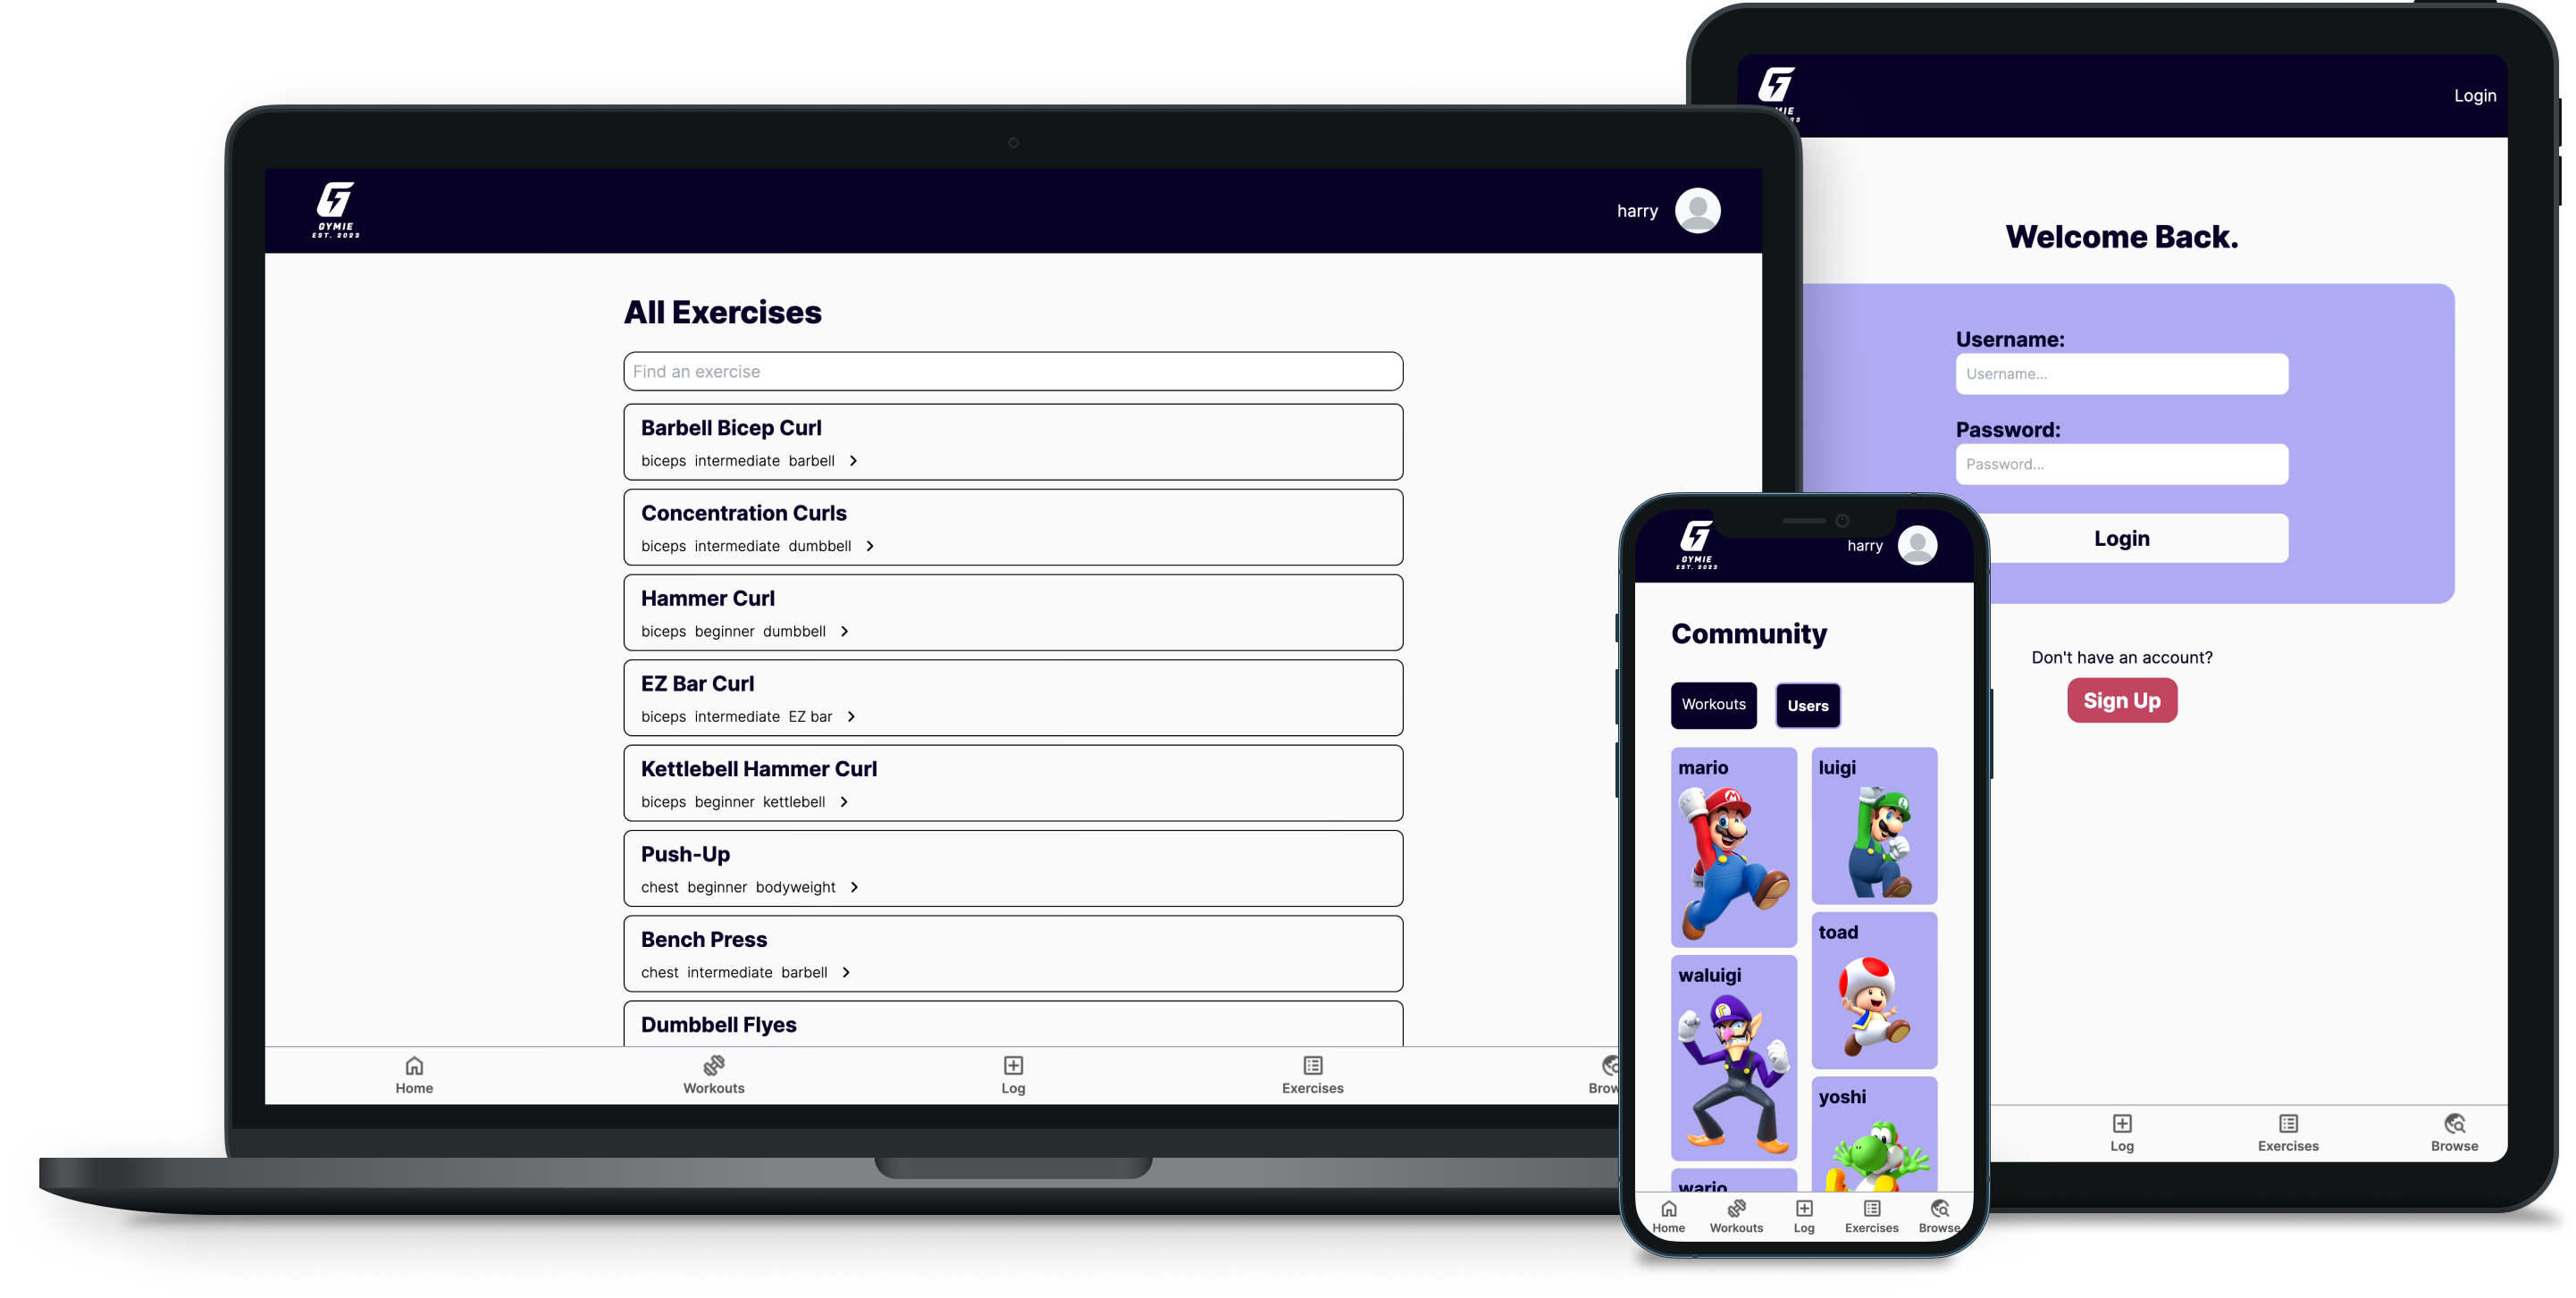 GYMIE
EST. 2023
harry
All Exercises
Find an exercise
Barbell Bicep Curl
biceps intermediate barbell
Concentration Curls
biceps intermediate dumbbell
Hammer Curl
biceps beginner dumbbell
EZ Bar Curl
biceps intermediate EZ bar
Kettlebell Hammer Curl
biceps beginner kettlebell
Push-Up
chest beginner bodyweight
Bench Press
chest intermediate barbell
Dumbbell Flyes
Home Workouts Log Exercises Brow
Login
Welcome Back.
Username:
Username...
Password:
Password...
Login
Don't have an account?
Sign Up
Log Exercises Browse
GYMIE
EST. 2023
harry
Community
Workouts Users
mario luigi
toad
waluigi
yoshi
wario
Home Workouts Log Exercises Browse